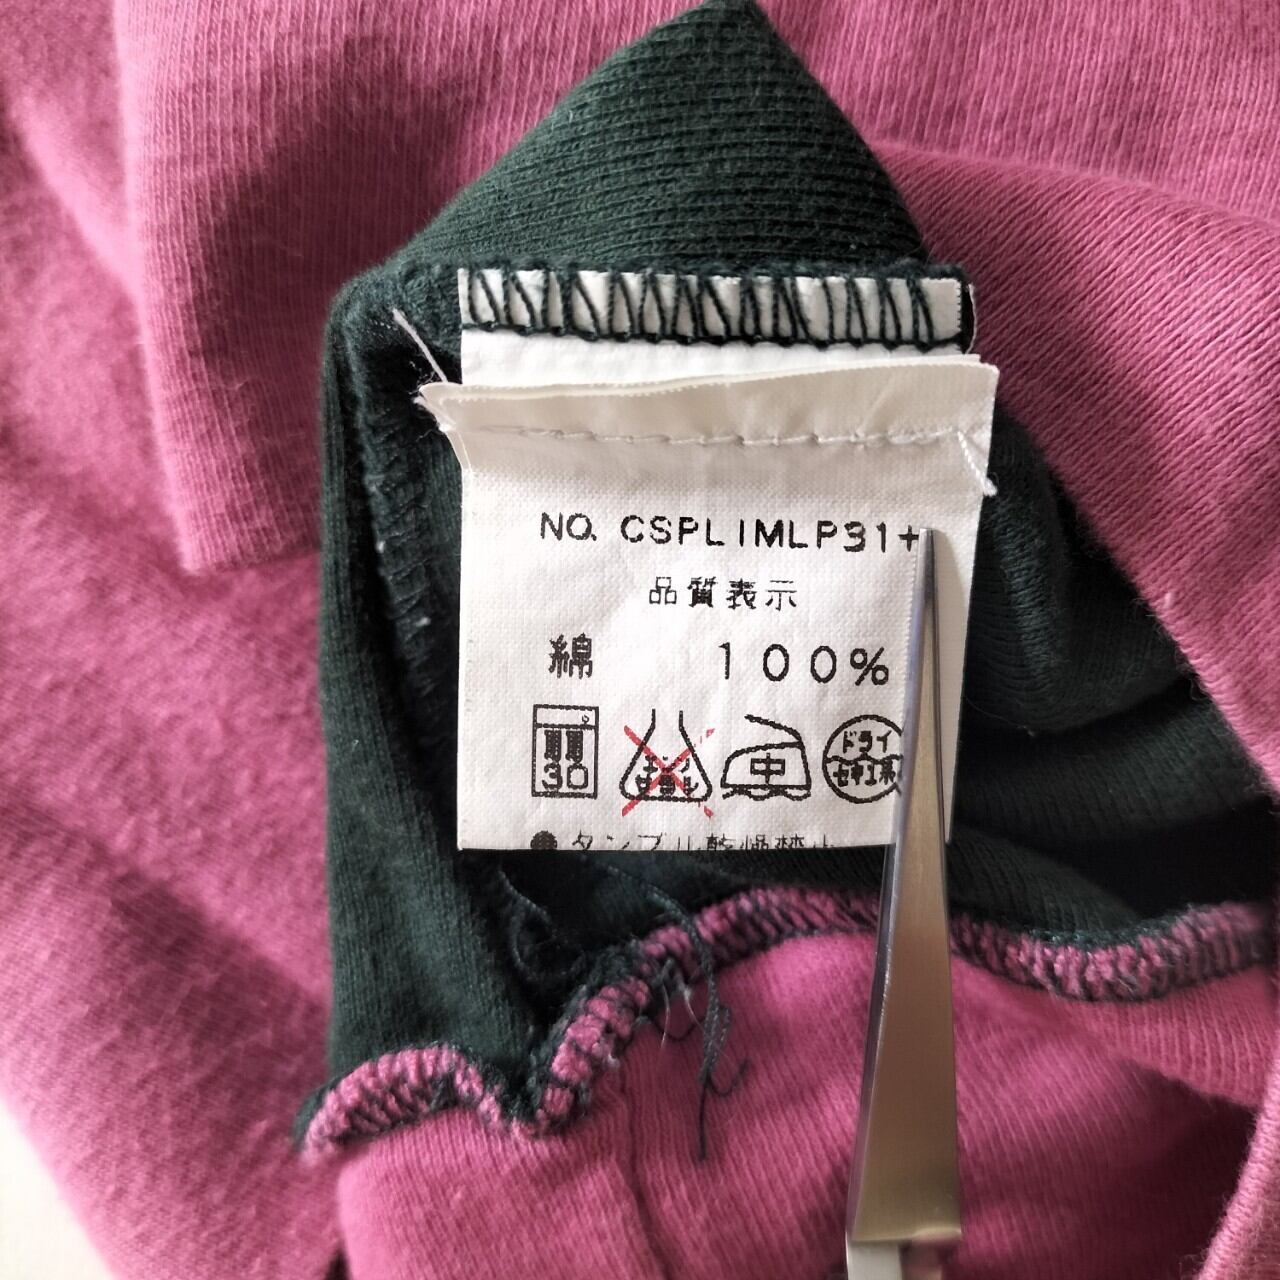 NO. CSPLIMLP31+
品質表示
綿 100%
30 中 ドライ
セキユ系
タンブル乾燥禁止